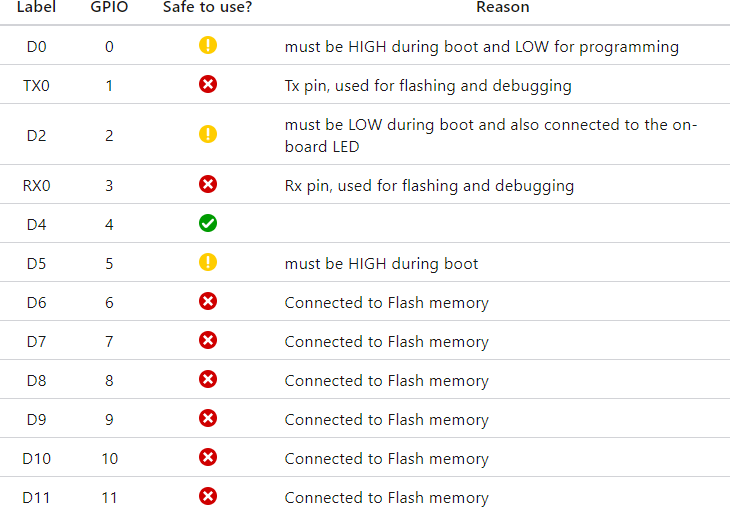 Label GPIO Safe to use? Reason
D0 0 must be HIGH during boot and LOW for programming
TX0 1 Tx pin, used for flashing and debugging
D2 2 must be LOW during boot and also connected to the on-
board LED
RX0 3 Rx pin, used for flashing and debugging
D4 4
D5 5 must be HIGH during boot
D6 6 Connected to Flash memory
D7 7 Connected to Flash memory
D8 8 Connected to Flash memory
D9 9 Connected to Flash memory
D10 10 Connected to Flash memory
D11 11 Connected to Flash memory